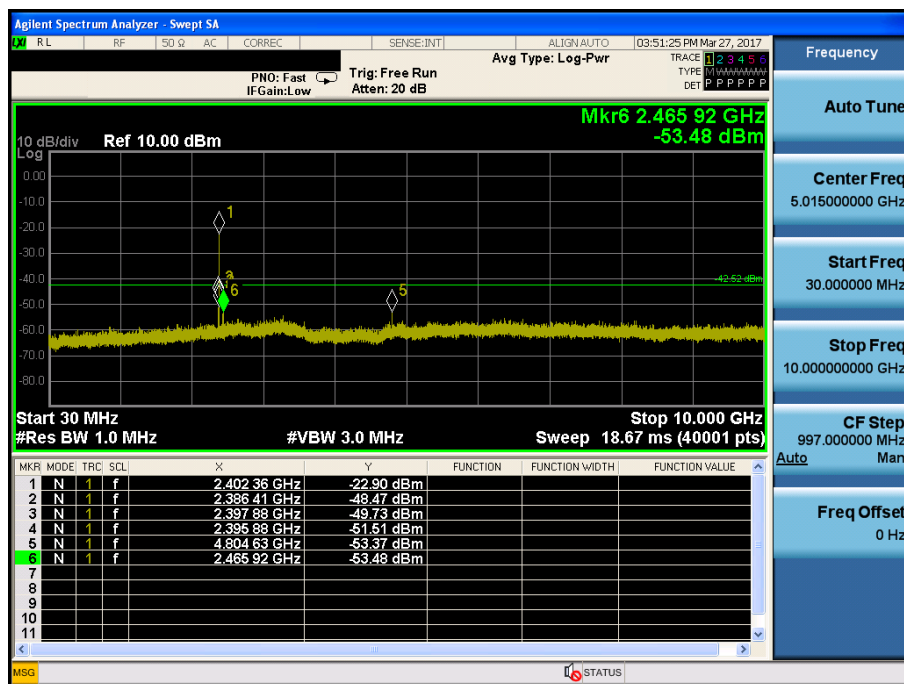 Agilent Spectrum Analyzer - Swept SA
LXI RL RF 50 Ω AC CORREC SENSE:INT ALIGN AUTO 03:51:25 PM Mar 27, 2017
Frequency
PNO: Fast
IFGain:Low
Trig: Free Run
Atten: 20 dB
Avg Type: Log-Pwr
TRACE 1 2 3 4 5 6
TYPE M
DET P P P P P P
Auto Tune
Mkr6 2.465 92 GHz
-53.48 dBm
10 dB/div Ref 10.00 dBm
Log
0.00
-10.0
-20.0
-30.0
-40.0
-50.0
-60.0
-70.0
-80.0
1
6
5
-42.52 dBm
Center Freq
5.015000000 GHz
Start Freq
30.000000 MHz
Stop Freq
10.000000000 GHz
Start 30 MHz Stop 10.000 GHz
#Res BW 1.0 MHz #VBW 3.0 MHz Sweep 18.67 ms (40001 pts)
CF Step
997.000000 MHz
Auto Man
Freq Offset
0 Hz
MKR MODE TRC SCL X Y FUNCTION FUNCTION WIDTH FUNCTION VALUE
1 N 1 f 2.402 36 GHz -22.90 dBm
2 N 1 f 2.386 41 GHz -48.47 dBm
3 N 1 f 2.397 88 GHz -49.73 dBm
4 N 1 f 2.395 88 GHz -51.51 dBm
5 N 1 f 4.804 63 GHz -53.37 dBm
6 N 1 f 2.465 92 GHz -53.48 dBm
7
8
9
10
11
MSG STATUS